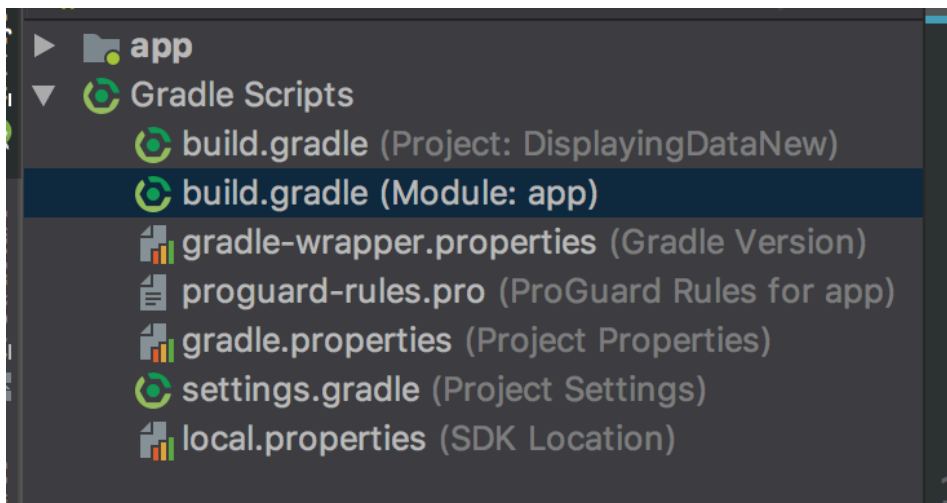 app
Gradle Scripts
build.gradle (Project: DisplayingDataNew)
build.gradle (Module: app)
gradle-wrapper.properties (Gradle Version)
proguard-rules.pro (ProGuard Rules for app)
gradle.properties (Project Properties)
settings.gradle (Project Settings)
local.properties (SDK Location)